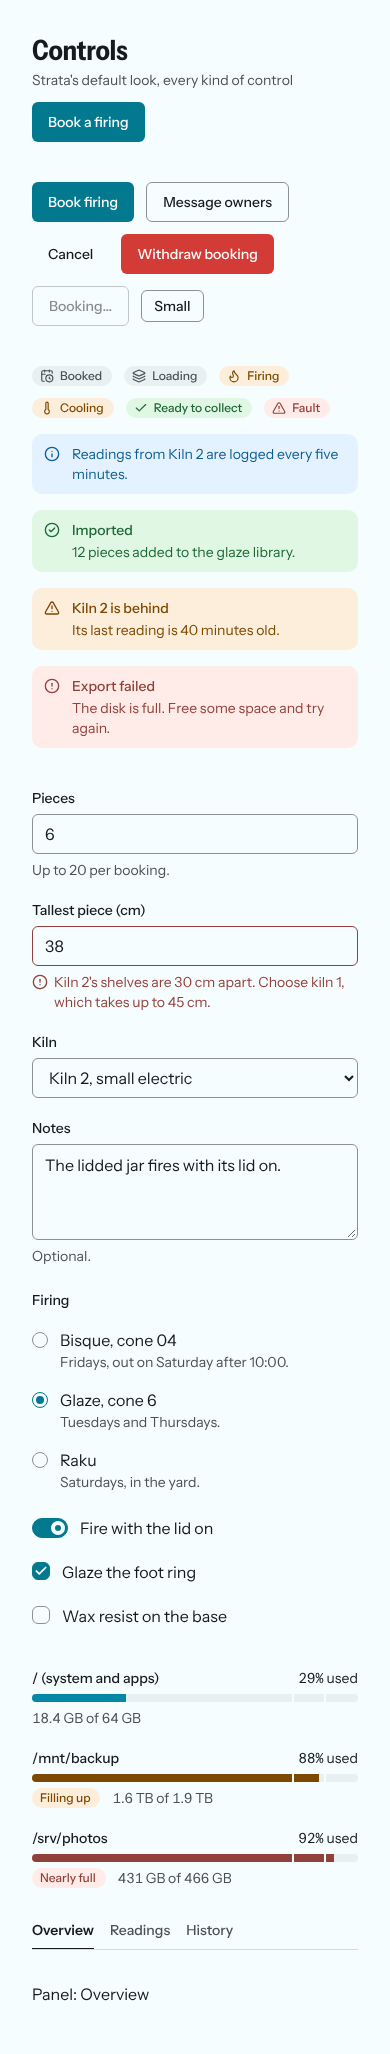 Controls
Strata's default look, every kind of control
Book a firing
Book firing
Message owners
Cancel
Withdraw booking
Booking...
Small
Booked
Loading
Firing
Cooling
Ready to collect
Fault
Readings from Kiln 2 are logged every five
minutes.
Imported
12 pieces added to the glaze library.
Kiln 2 is behind
Its last reading is 40 minutes old.
Export failed
The disk is full. Free some space and try
again.
Pieces
6
Up to 20 per booking.
Tallest piece (cm)
38
Kiln 2's shelves are 30 cm apart. Choose kiln 1,
which takes up to 45 cm.
Kiln
Kiln 2, small electric
Notes
The lidded jar fires with its lid on.
Optional.
Firing
Bisque, cone 04
Fridays, out on Saturday after 10:00.
Glaze, cone 6
Tuesdays and Thursdays.
Raku
Saturdays, in the yard.
Fire with the lid on
Glaze the foot ring
Wax resist on the base
/ (system and apps) 29% used
18.4 GB of 64 GB
/mnt/backup 88% used
Filling up 1.6 TB of 1.9 TB
/srv/photos 92% used
Nearly full 431 GB of 466 GB
Overview Readings History
Panel: Overview